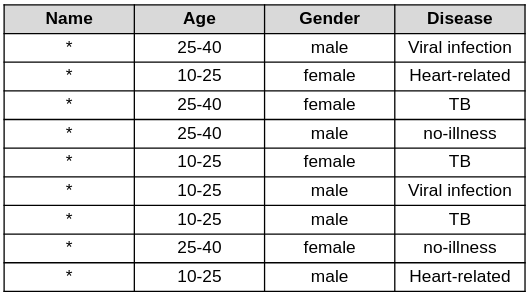 Name Age Gender Disease
* 25-40 male Viral infection
* 10-25 female Heart-related
* 25-40 female TB
* 25-40 male no-illness
* 10-25 female TB
* 10-25 male Viral infection
* 10-25 male TB
* 25-40 female no-illness
* 10-25 male Heart-related